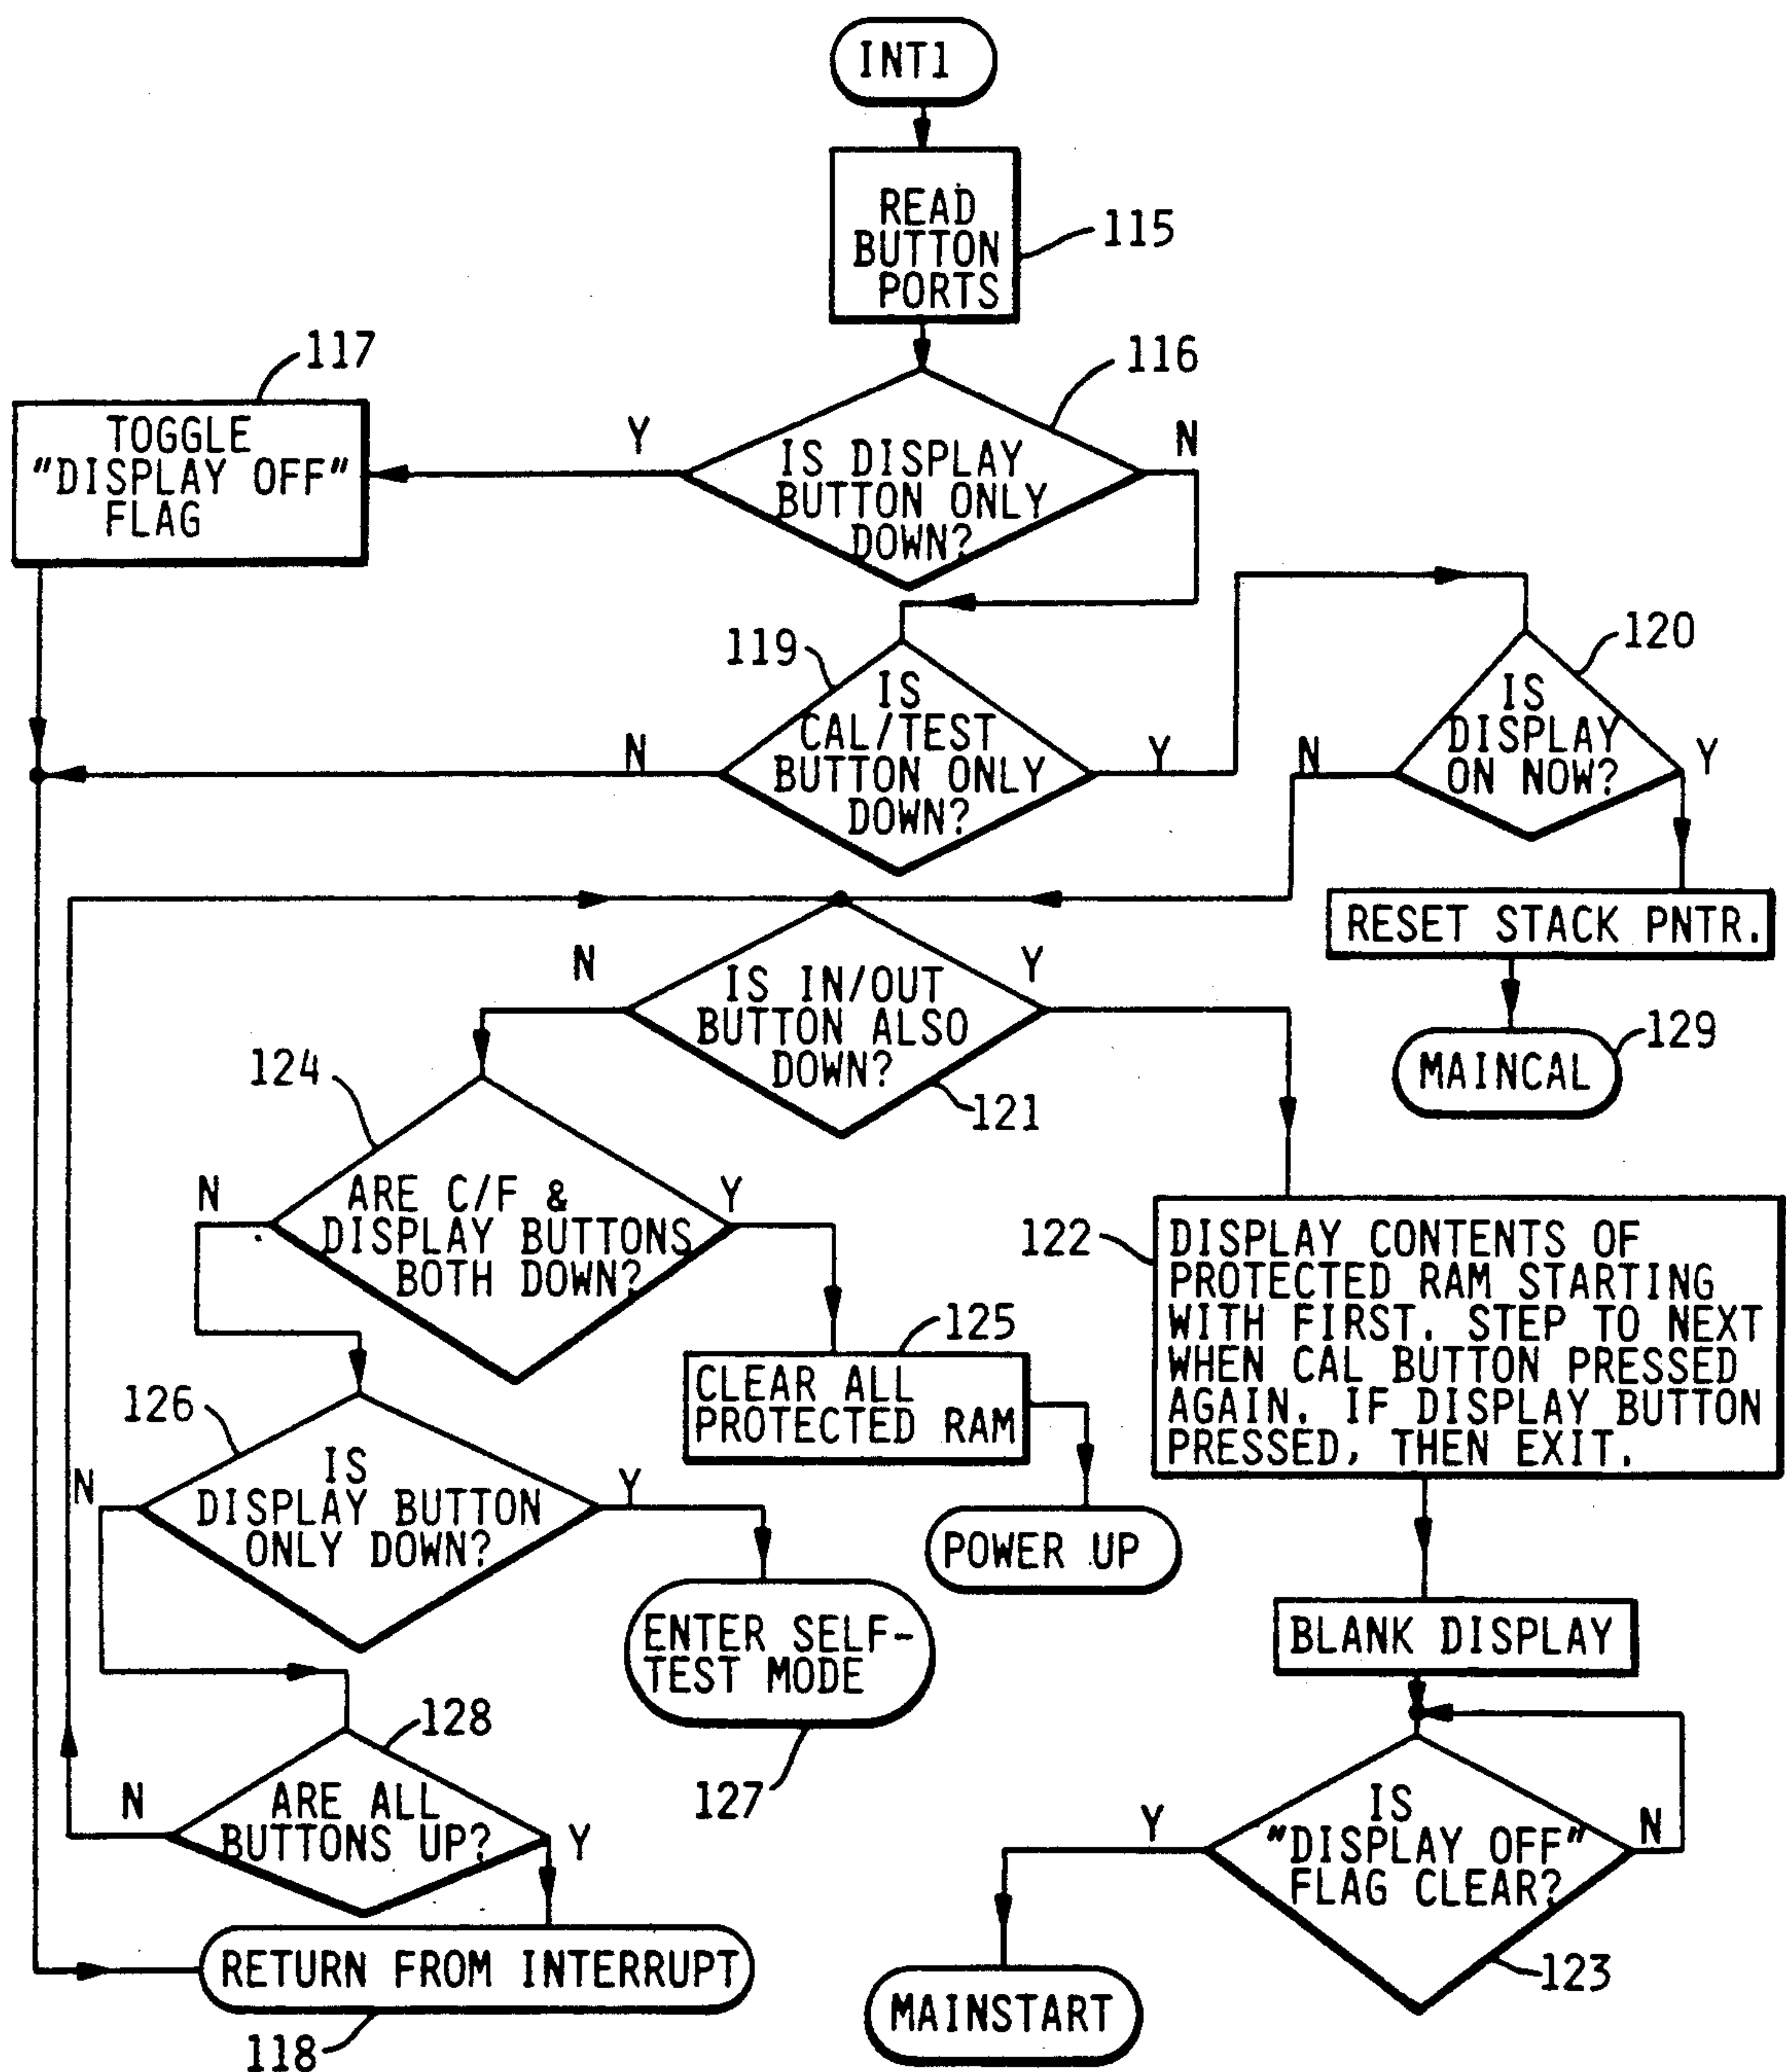 INT1
READ
BUTTON
PORTS
115
116
117
TOGGLE
"DISPLAY OFF"
FLAG
Y
N
IS DISPLAY
BUTTON ONLY
DOWN?
119
120
IS
CAL/TEST
BUTTON ONLY
DOWN?
N
Y
IS
DISPLAY
ON NOW?
N
Y
RESET STACK PNTR.
129
MAINCAL
N
Y
IS IN/OUT
BUTTON ALSO
DOWN?
121
124
N
Y
ARE C/F &
DISPLAY BUTTONS
BOTH DOWN?
122
DISPLAY CONTENTS OF
PROTECTED RAM STARTING
WITH FIRST. STEP TO NEXT
WHEN CAL BUTTON PRESSED
AGAIN. IF DISPLAY BUTTON
PRESSED, THEN EXIT.
125
CLEAR ALL
PROTECTED RAM
POWER UP
126
N
Y
IS
DISPLAY BUTTON
ONLY DOWN?
ENTER SELF-
TEST MODE
127
BLANK DISPLAY
128
N
Y
ARE ALL
BUTTONS UP?
Y
N
IS
"DISPLAY OFF"
FLAG CLEAR?
123
RETURN FROM INTERRUPT
118
MAINSTART